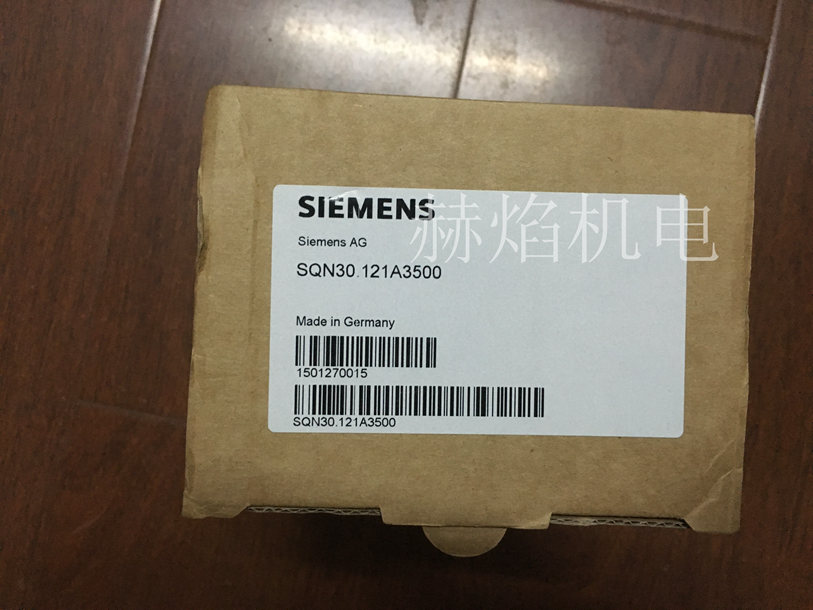 SIEMENS
赫焰机电
Siemens AG
SQN30.121A3500
Made in Germany
1501270015
SQN30.121A3500